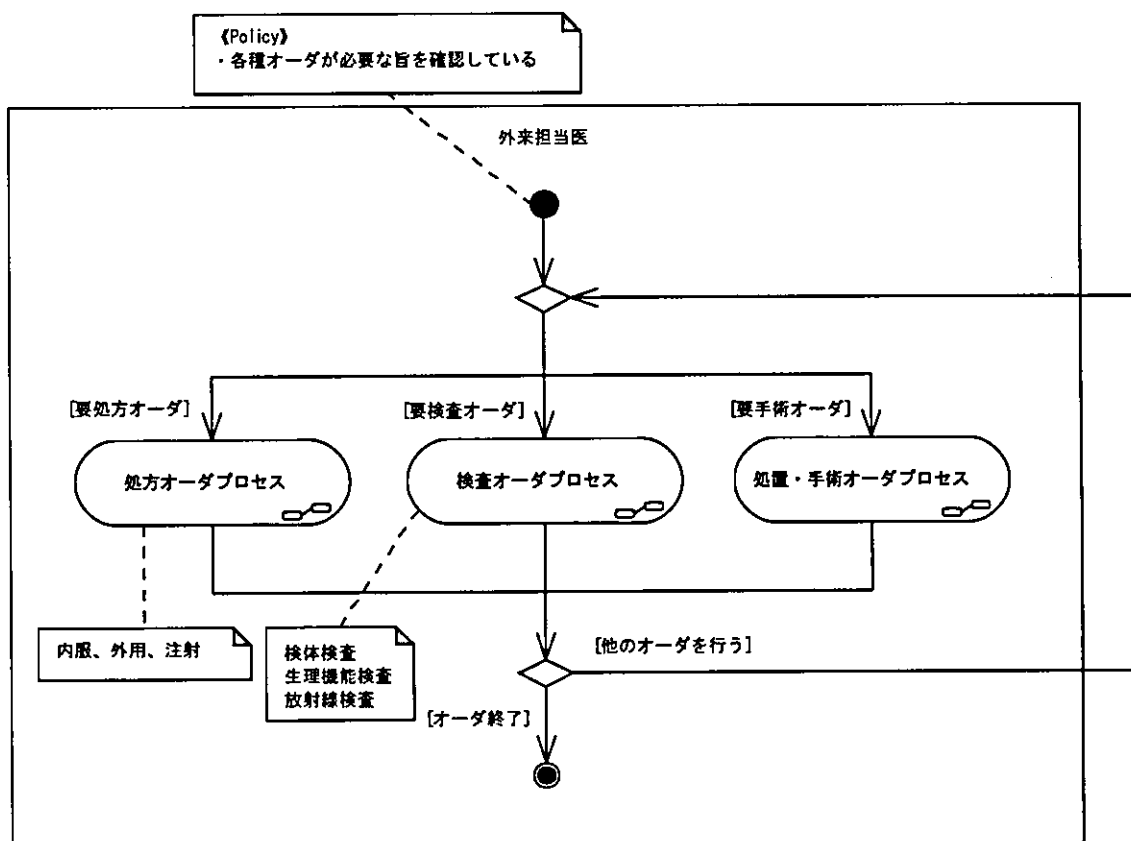 《Policy》
・各種オーダが必要な旨を確認している
外来担当医
[要処方オーダ]
[要検査オーダ]
[要手術オーダ]
処方オーダプロセス
検査オーダプロセス
処置・手術オーダプロセス
内服、外用、注射
検体検査
生理機能検査
放射線検査
[他のオーダを行う]
[オーダ終了]